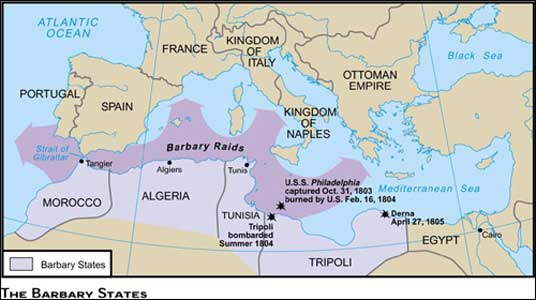 ATLANTIC
OCEAN
FRANCE
KINGDOM
OF
ITALY
Black Sea
OTTOMAN
EMPIRE
PORTUGAL
SPAIN
KINGDOM
OF
NAPLES
Strait of
Gibraltar
Barbary Raids
Tangier
Algiers
Tunis
U.S.S. Philadelphia
captured Oct. 31, 1803
burned by U.S. Feb. 16, 1804
Mediterranean Sea
MOROCCO
ALGERIA
TUNISIA
Tripoli
bombarded
Summer 1804
Derna
April 27, 1805
EGYPT
Cairo
TRIPOLI
Barbary States
THE BARBARY STATES